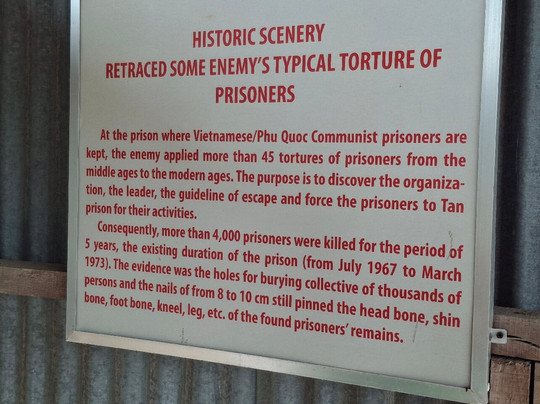 HISTORIC SCENERY
RETRACED SOME ENEMY'S TYPICAL TORTURE OF
PRISONERS
At the prison where Vietnamese/Phu Quoc Communist prisoners are
kept, the enemy applied more than 45 tortures of prisoners from the
middle ages to the modern ages. The purpose is to discover the organiza-
tion, the leader, the guideline of escape and force the prisoners to Tan
prison for their activities.
Consequently, more than 4,000 prisoners were killed for the period of
5 years, the existing duration of the prison (from July 1967 to March
1973). The evidence was the holes for burying collective of thousands of
persons and the nails of from 8 to 10 cm still pinned the head bone, shin
bone, foot bone, kneel, leg, etc. of the found prisoners' remains.